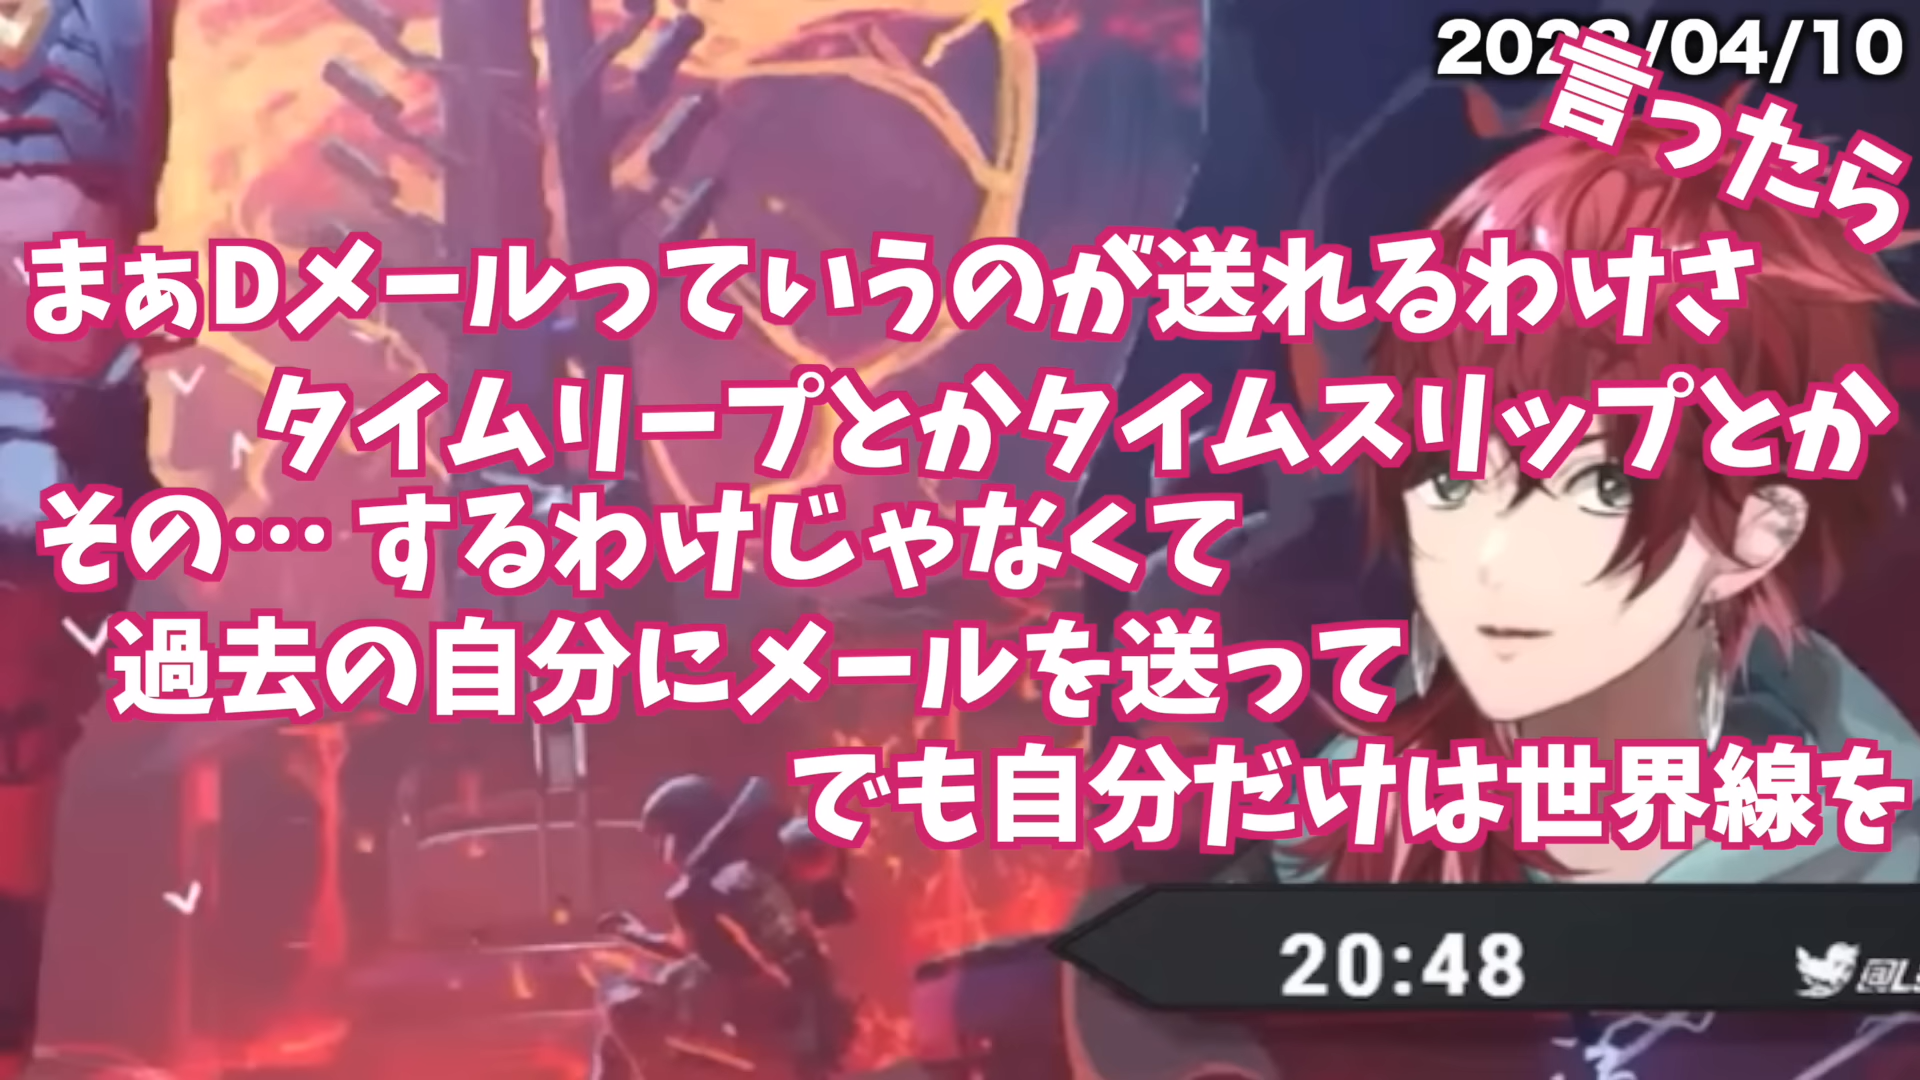 /04/10
言ったら
まぁDメールっていうのが送れるわけさ
タイムリープとかタイムスリップとか
その… するわけじゃなくて
過去の自分にメールを送って
でも自分だけは世界線を
20:48